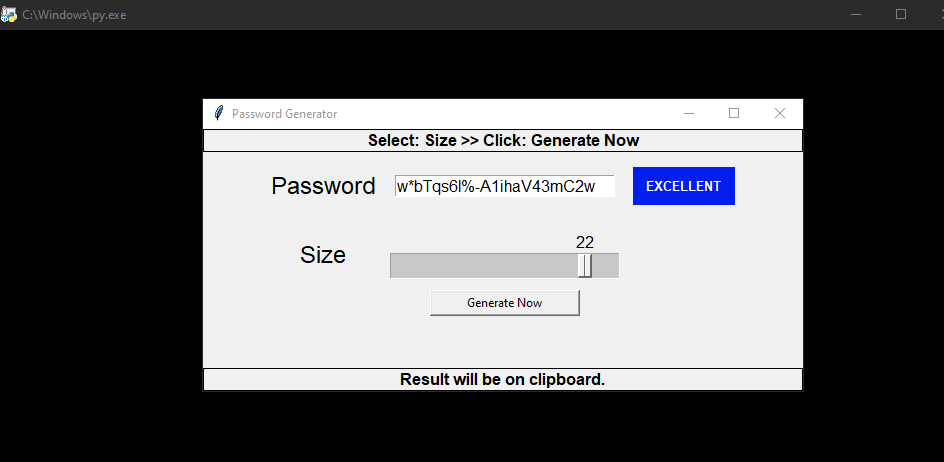 C:\Windows\py.exe
Password Generator
Select: Size >> Click: Generate Now
Password w*bTqs6l%-A1ihaV43mC2w EXCELLENT
22
Size
Generate Now
Result will be on clipboard.